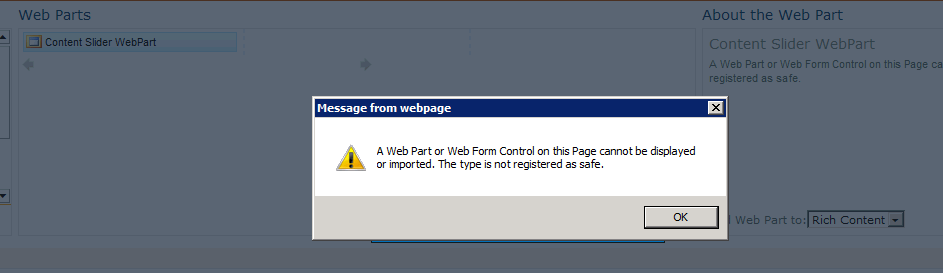 Web Parts
About the Web Part
Content Slider WebPart
Content Slider WebPart
A Web Part or Web Form Control on this Page
registered as safe.
Message from webpage
A Web Part or Web Form Control on this Page cannot be displayed
or imported. The type is not registered as safe.
OK
Web Part to: Rich Content